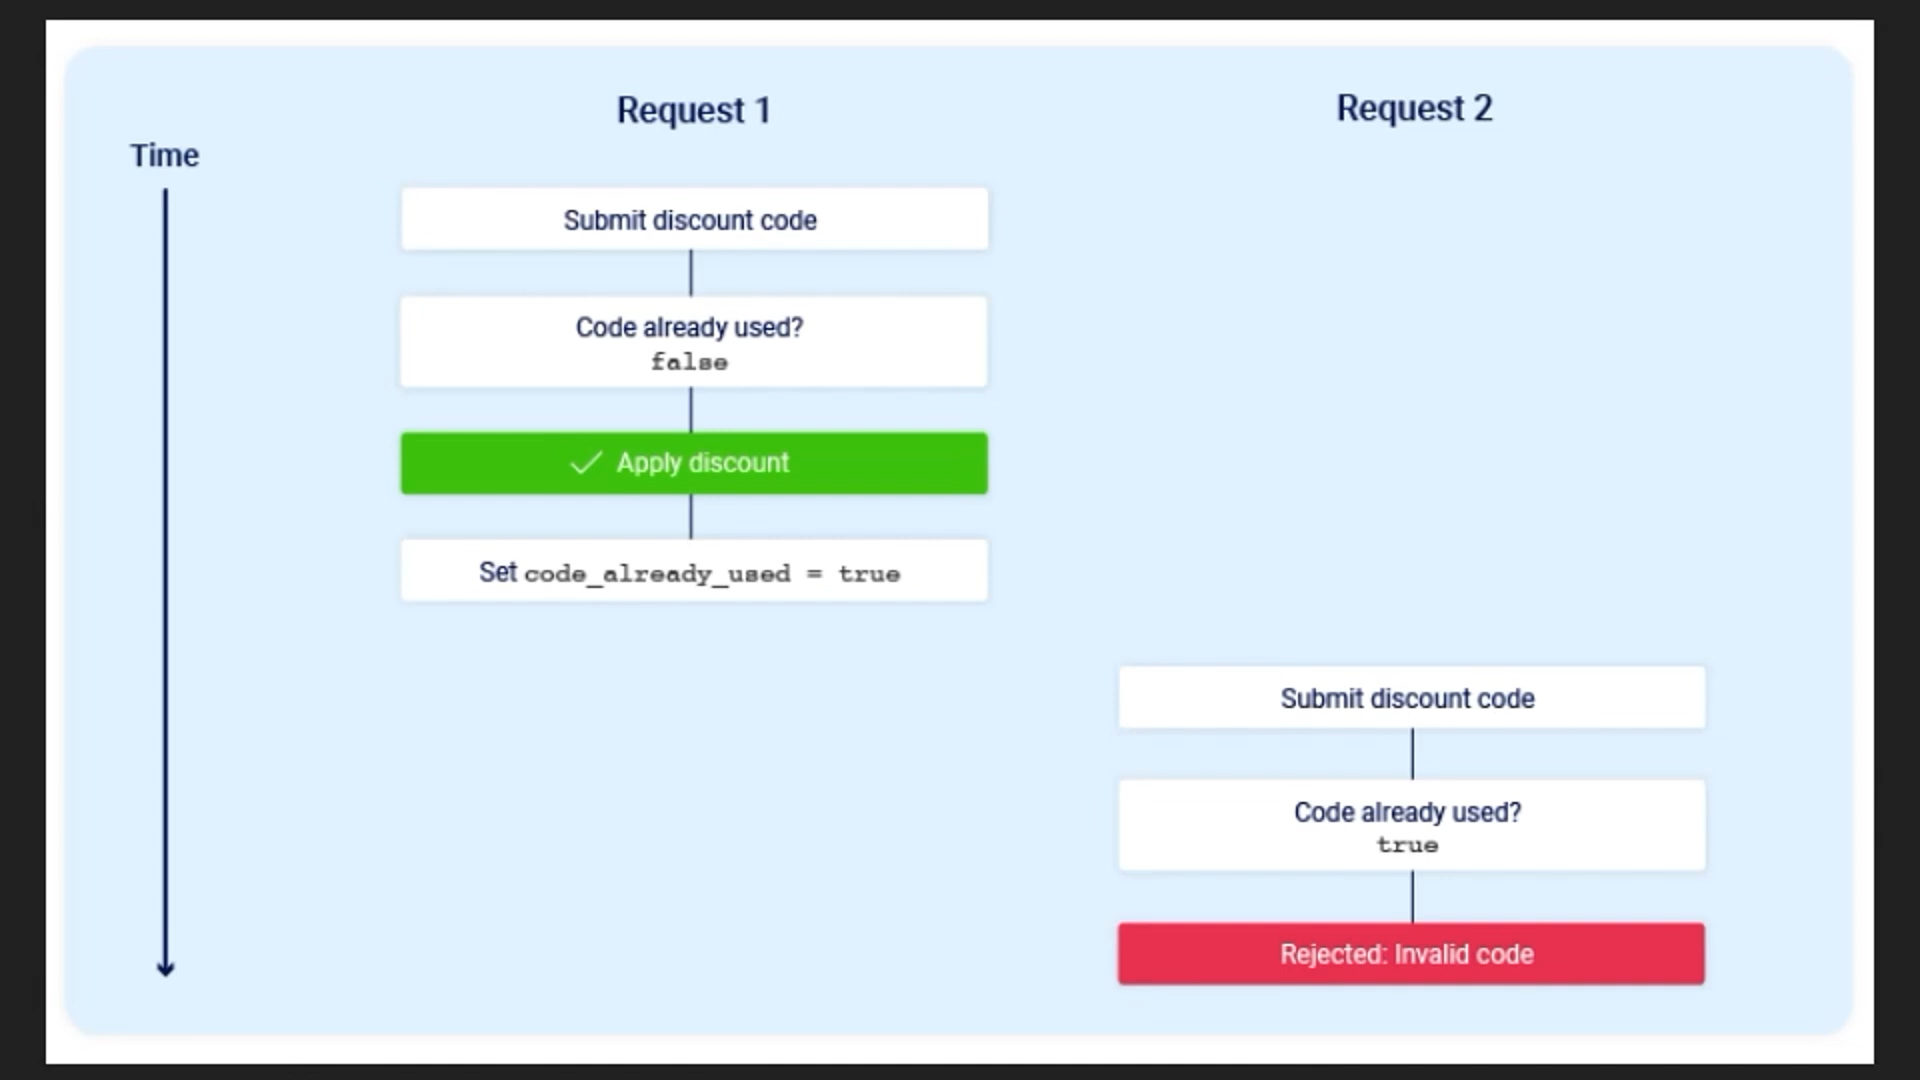 Request 1
Request 2
Time
Submit discount code
Code already used?
false
Apply discount
Set code_already_used = true
Submit discount code
Code already used?
true
Rejected: Invalid code